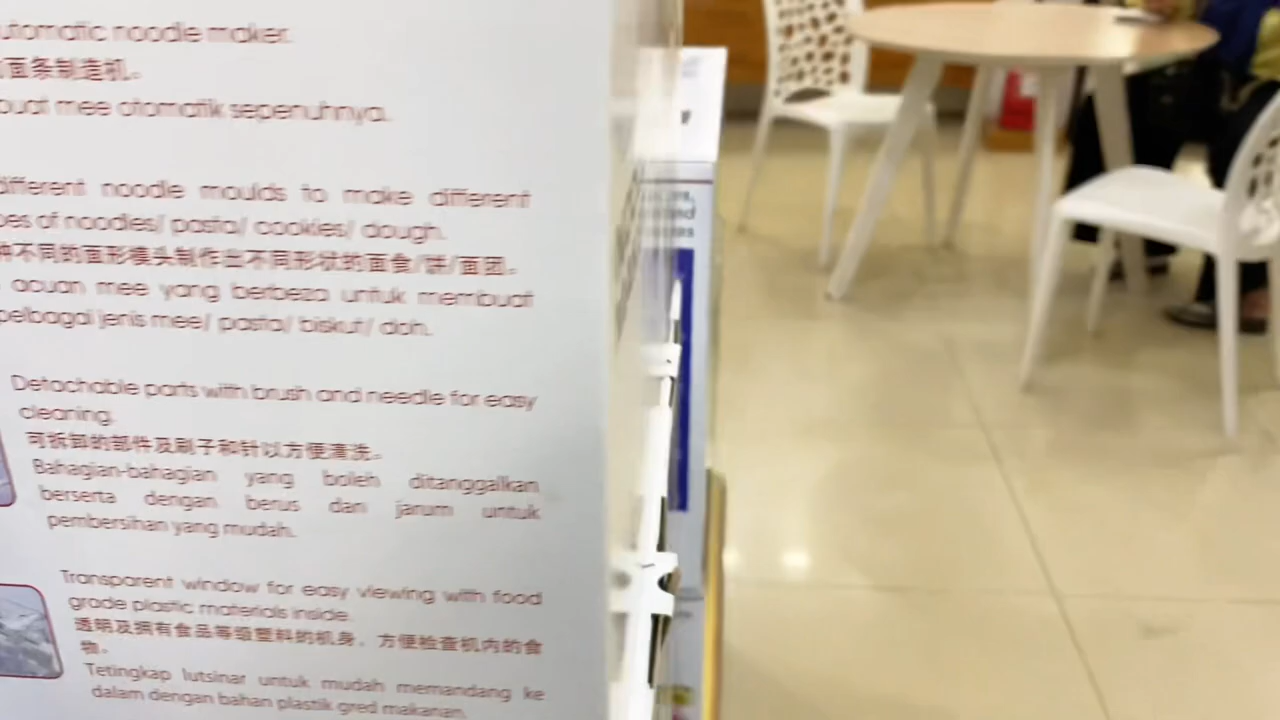 automatic noodle maker.
面条制造机。
buat mee otomatik sepenuhnya.
different noodle moulds to make different
types of noodles/ pasta/ cookies/ dough.
种不同的面形模头制作出不同形状的面食/饼/面团。
acuan mee yang berbeza untuk membuat
pelbagai jenis mee/ pasta/ biskut/ doh.
Detachable parts with brush and needle for easy
cleaning.
可拆卸的部件及刷子和针以方便清洗。
Bahagian-bahagian yang boleh ditanggalkan
berserta dengan berus dan jarum untuk
pembersihan yang mudah.
Transparent window for easy viewing with food
grade plastic materials inside.
透明及拥有食品等级塑料的机身，方便检查机内的食
物。
Tetingkap lutsinar untuk mudah memandang ke
dalam dengan bahan plastik gred makanan.